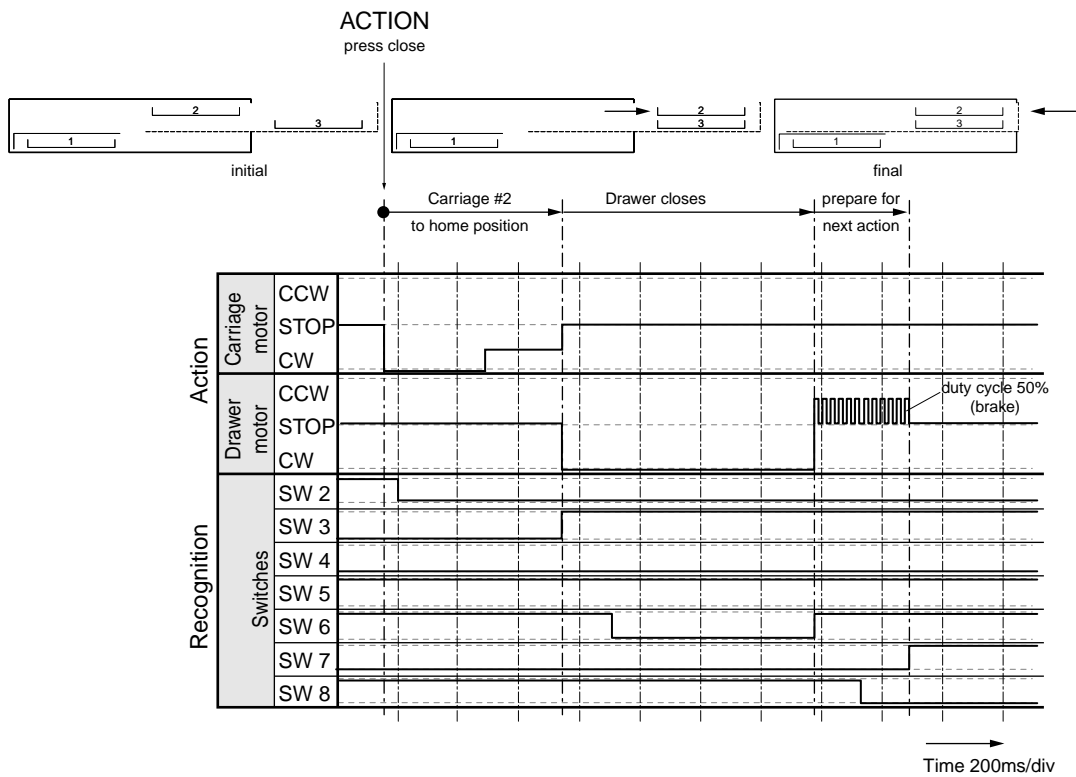 ACTION
press close
2
3
1
initial
2
3
1
2
3
1
final
Carriage #2
to home position
Drawer closes
prepare for
next action
Action
Carriage
motor
CCW
STOP
CW
Drawer
motor
CCW
STOP
CW
duty cycle 50%
(brake)
Recognition
Switches
SW 2
SW 3
SW 4
SW 5
SW 6
SW 7
SW 8
Time 200ms/div